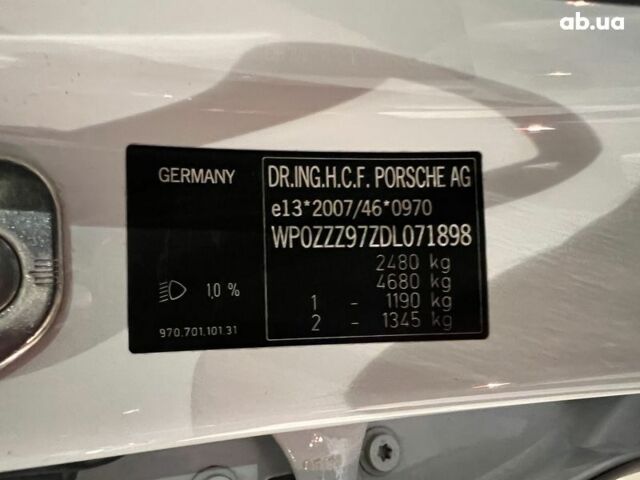 ab.ua
GERMANY
DR.ING.H.C.F. PORSCHE AG
e13*2007/46*0970
WP0ZZZ97ZDL071898
2480 kg
4680 kg
1 - 1190 kg
2 - 1345 kg
1,0 %
970.701.101.31